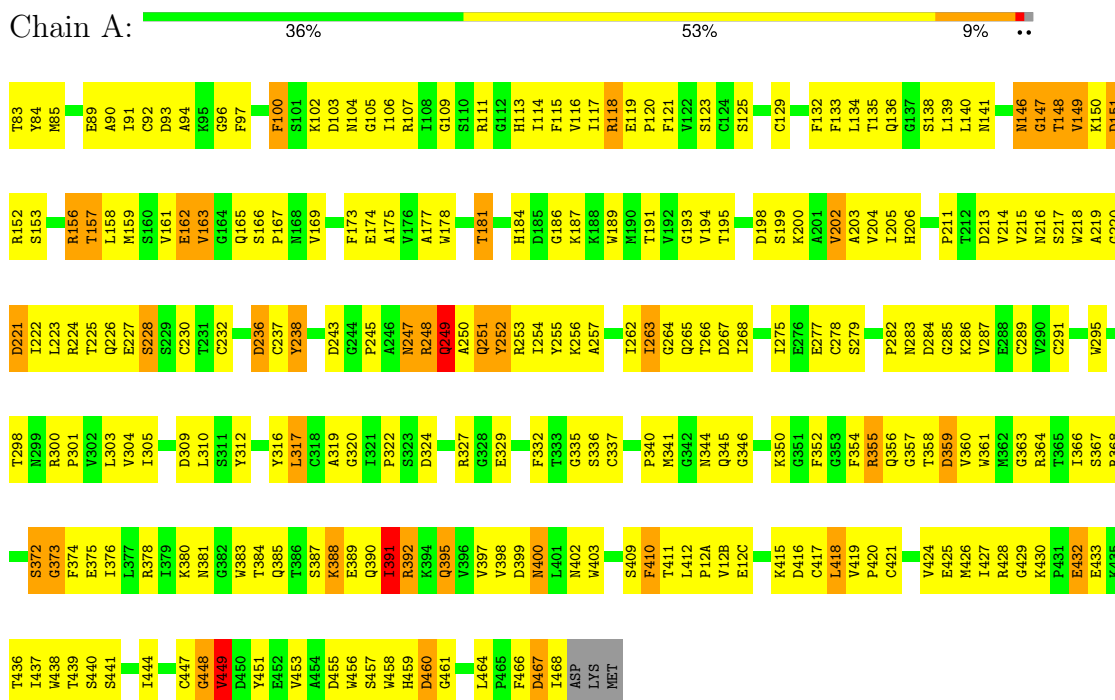 Chain A:
36% 53% 9% ••
T83 Y84 M85 E89 A90 I91 C92 D93 A94 K95 G96 F97 F100 S101 K102 D103 N104 G105 I106 R107 I108 G109 S110 R111 G112 H113 I114 F115 V116 I117 R118 E119 P120 F121 V122 S123 C124 S125 C129 F132 F133 L134 T135 Q136 G137 S138 L139 L140 N141 N146 G147 T148 V149 K150 D151
R152 S153 R156 T157 L158 M159 S160 V161 E162 V163 G164 Q165 S166 P167 N168 V169 F173 E174 A175 V176 A177 W178 T181 H184 D185 G186 K187 K188 W189 M190 T191 V192 G193 V194 T195 D198 S199 K200 A201 V202 A203 V204 I205 H206 P211 T212 D213 V214 V215 N216 S217 W218 A219 G220
D221 I222 L223 R224 T225 Q226 E227 S228 S229 C230 T231 C232 D236 C237 Y238 D243 G244 P245 A246 N247 R248 Q249 A250 Q251 Y252 R253 I254 Y255 K256 A257 I262 I263 G264 Q265 T266 D267 I268 I275 E276 E277 C278 S279 P282 N283 D284 G285 K286 V287 E288 C289 V290 C291 W295
T298 N299 R300 P301 V302 L303 V304 I305 D309 L310 S311 Y312 Y316 L317 C318 A319 G320 I321 P322 S323 D324 R327 G328 E329 F332 T333 G335 S336 C337 P340 M341 G342 N344 Q345 G346 K350 G351 F352 G353 F354 R355 Q356 G357 T358 D359 V360 W361 M362 G363 R364 T365 I366 S367 R368
S372 G373 F374 E375 I376 L377 R378 I379 K380 N381 G382 W383 T384 Q385 T386 S387 K388 E389 Q390 I391 R392 K394 Q395 V396 V397 V398 D399 N400 L401 N402 W403 S409 F410 T411 L412 P12A V12B E12C K415 D416 C417 L418 V419 P420 C421 V424 E425 M426 I427 R428 G429 K430 P431 E432 E433 K435
T436 I437 W438 T439 S440 S441 I444 C447 G448 V449 D450 Y451 E452 V453 A454 D455 W456 S457 W458 H459 D460 G461 L464 P465 F466 D467 I468 ASP LYS MET